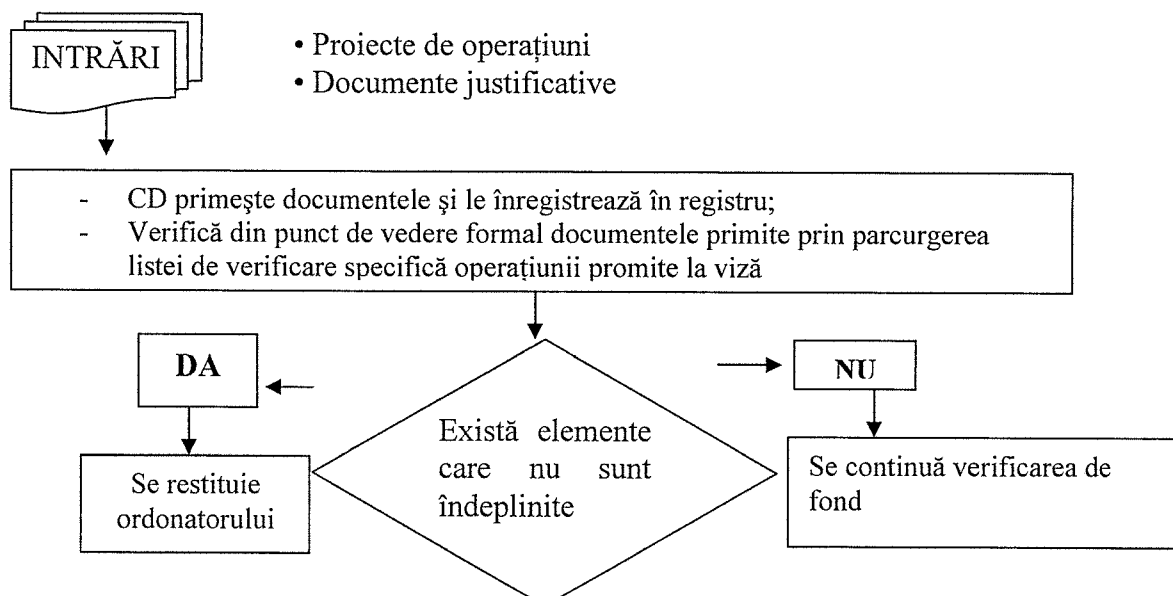 INTRĂRI
• Proiecte de operațiuni
• Documente justificative
- CD primeşte documentele şi le înregistrează în registru;
- Verifică din punct de vedere formal documentele primite prin parcurgerea
listei de verificare specifică operațiunii promite la viză
DA
NU
Există elemente
care nu sunt
îndeplinite
Se restituie
ordonatorului
Se continuă verificarea de
fond